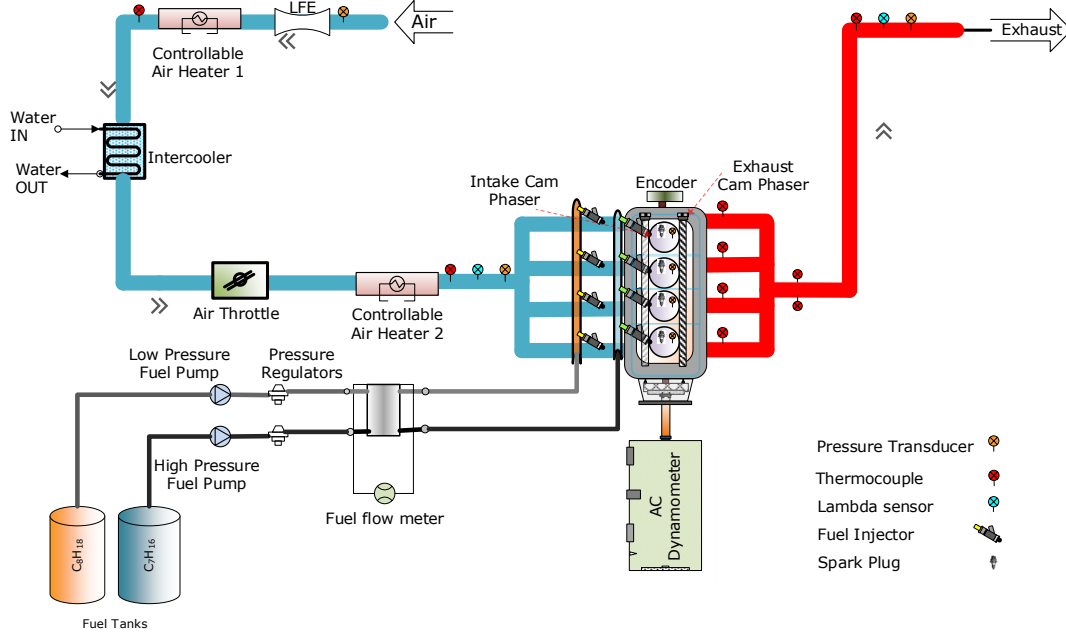 LFE
Air
Exhaust
Controllable
Air Heater 1
Water
IN
Intercooler
Water
OUT
Intake Cam
Phaser
Encoder
Exhaust
Cam Phaser
Air Throttle
Controllable
Air Heater 2
Low Pressure
Fuel Pump
Pressure
Regulators
High Pressure
Fuel Pump
Fuel flow meter
AC
Dynamometer
C₈H₁₈
C₇H₁₆
Fuel Tanks
Pressure Transducer
Thermocouple
Lambda sensor
Fuel Injector
Spark Plug